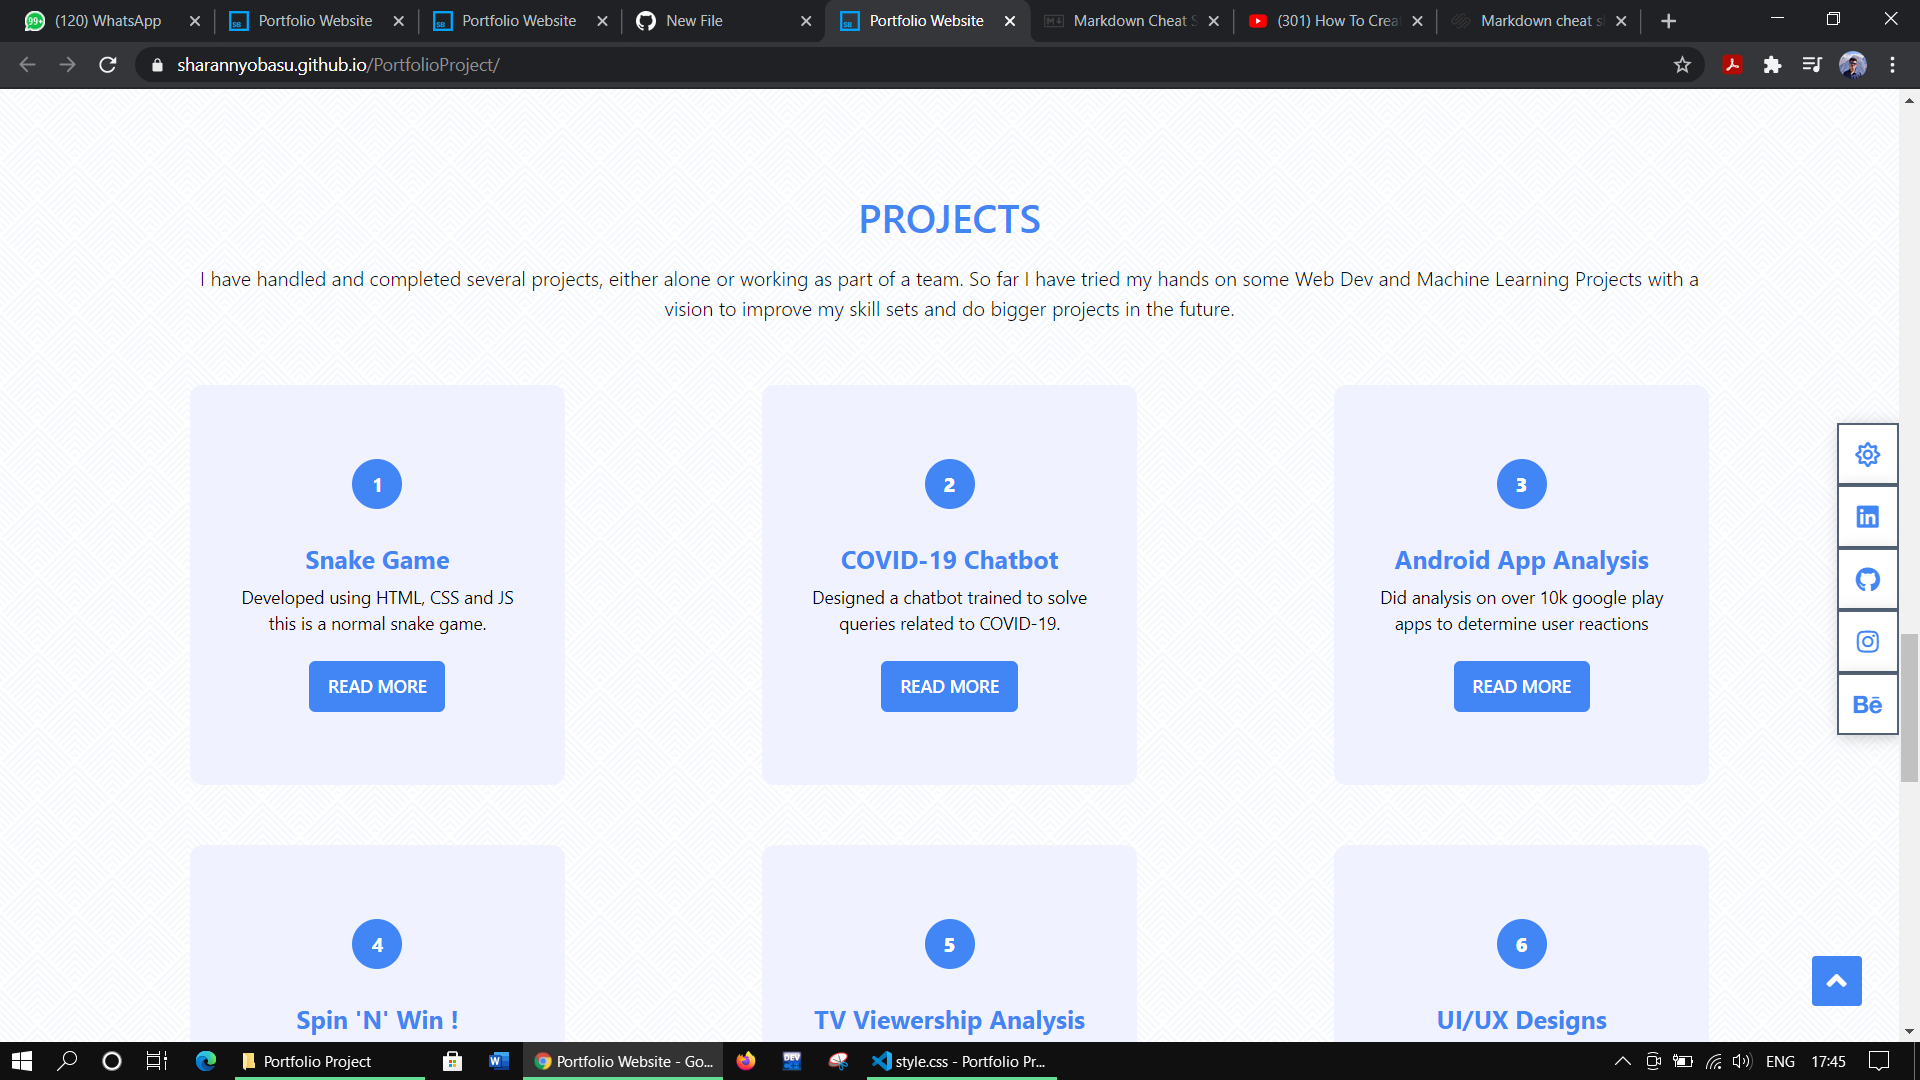 99+ (120) WhatsApp
SB Portfolio Website
SB Portfolio Website
New File
SB Portfolio Website
Markdown Cheat S
(301) How To Crea
Markdown cheat s
sharannyobasu.github.io/PortfolioProject/
PROJECTS
I have handled and completed several projects, either alone or working as part of a team. So far I have tried my hands on some Web Dev and Machine Learning Projects with a
vision to improve my skill sets and do bigger projects in the future.
1
Snake Game
Developed using HTML, CSS and JS
this is a normal snake game.
READ MORE
2
COVID-19 Chatbot
Designed a chatbot trained to solve
queries related to COVID-19.
READ MORE
3
Android App Analysis
Did analysis on over 10k google play
apps to determine user reactions
READ MORE
in
Bē
4
Spin 'N' Win !
5
TV Viewership Analysis
6
UI/UX Designs
Portfolio Project
W
Portfolio Website - Go...
DEV
style.css - Portfolio Pr...
ENG
17:45